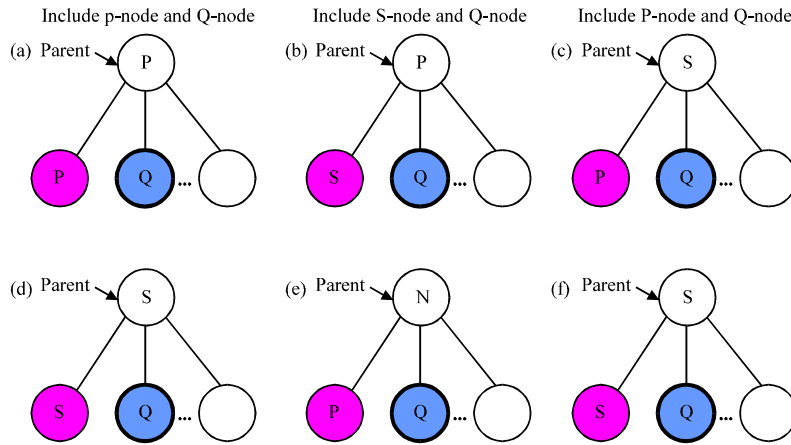 Include p-node and Q-node
Include S-node and Q-node
Include P-node and Q-node
(a) Parent P
P Q ...
(b) Parent P
S Q ...
(c) Parent S
P Q ...
(d) Parent S
S Q ...
(e) Parent N
P Q ...
(f) Parent S
S Q ...